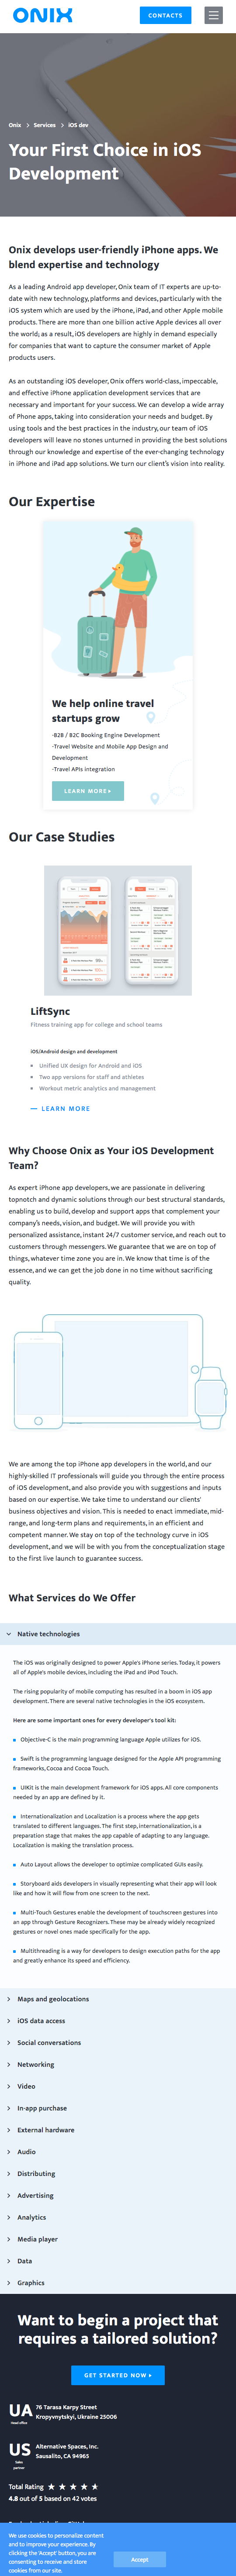 ONIX
CONTACTS
Onix > Services > iOS dev
Your First Choice in iOS
Development
Onix develops user-friendly iPhone apps. We
blend expertise and technology
As a leading Android app developer, Onix team of IT experts are up-to-
date with new technology, platforms and devices, particularly with the
iOS system which are used by the iPhone, iPad, and other Apple mobile
products. There are more than one billion active Apple devices all over
the world; as a result, iOS developers are highly in demand especially
for companies that want to capture the consumer market of Apple
products users.
As an outstanding iOS developer, Onix offers world-class, impeccable,
and effective iPhone application development services that are
necessary and important for your success. We can develop a wide array
of Phone apps, taking into consideration your needs and budget. By
using tools and the best practices in the industry, our team of iOS
developers will leave no stones unturned in providing the best solutions
through our knowledge and expertise of the ever-changing technology
in iPhone and iPad app solutions. We turn our client's vision into reality.
Our Expertise
We help online travel
startups grow
-B2B / B2C Booking Engine Development
-Travel Website and Mobile App Design and
Development
-Travel APIs integration
LEARN MORE
Our Case Studies
LiftSync
Fitness training app for college and school teams
iOS/Android design and development
Unified UX design for Android and iOS
Two app versions for staff and athletes
Workout metric analytics and management
LEARN MORE
Why Choose Onix as Your iOS Development
Team?
As expert iPhone app developers, we are passionate in delivering
topnotch and dynamic solutions through our best structural standards,
enabling us to build, develop and support apps that complement your
company's needs, vision, and budget. We will provide you with
personalized assistance, instant 24/7 customer service, and reach out to
customers through messengers. We guarantee that we are on top of
things, whatever time zone you are in. We know that time is of the
essence, and we can get the job done in no time without sacrificing
quality.
We are among the top iPhone app developers in the world, and our
highly-skilled IT professionals will guide you through the entire process
of iOS development, and also provide you with suggestions and inputs
based on our expertise. We take time to understand our clients'
business objectives and vision. This is needed to enact immediate, mid-
range, and long-term plans and requirements, in an efficient and
competent manner. We stay on top of the technology curve in iOS
development, and we will be with you from the conceptualization stage
to the first live launch to guarantee success.
What Services do We Offer
Native technologies
The iOS was originally designed to power Apple's iPhone series. Today, it powers
all of Apple's mobile devices, including the iPad and iPod Touch.
The rising popularity of mobile computing has resulted in a boom in iOS app
development. There are several native technologies in the iOS ecosystem.
Here are some important ones for every developer's tool kit:
Objective-C is the main programming language Apple utilizes for iOS.
Swift is the programming language designed for the Apple API programming
frameworks, Cocoa and Cocoa Touch.
UIKit is the main development framework for iOS apps. All core components
needed by an app are defined by it.
Internationalization and Localization is a process where the app gets
translated to different languages. The first step, internationalization, is a
preparation stage that makes the app capable of adapting to any language.
Localization is making the translation process.
Auto Layout allows the developer to optimize complicated GUIs easily.
Storyboard aids developers in visually representing what their app will look
like and how it will flow from one screen to the next.
Multi-Touch Gestures enable the development of touchscreen gestures into
an app through Gesture Recognizers. These may be already widely recognized
gestures or novel ones made specifically for the app.
Multithreading is a way for developers to design execution paths for the app
and greatly enhance its speed and efficiency.
Maps and geolocations
iOS data access
Social conversations
Networking
Video
In-app purchase
External hardware
Audio
Distributing
Advertising
Analytics
Media player
Data
Graphics
Want to begin a project that
requires a tailored solution?
GET STARTED NOW
UA
Head office
76 Tarasa Karpy Street
Kropyvnytskyi, Ukraine 25006
US
Sales
partner
Alternative Spaces, Inc.
Sausalito, CA 94965
Total Rating
4.8 out of 5 based on 42 votes
We use cookies to personalize content
and to improve your experience. By
clicking the 'Accept' button, you are
consenting to receive and store
cookies from our site.
Accept